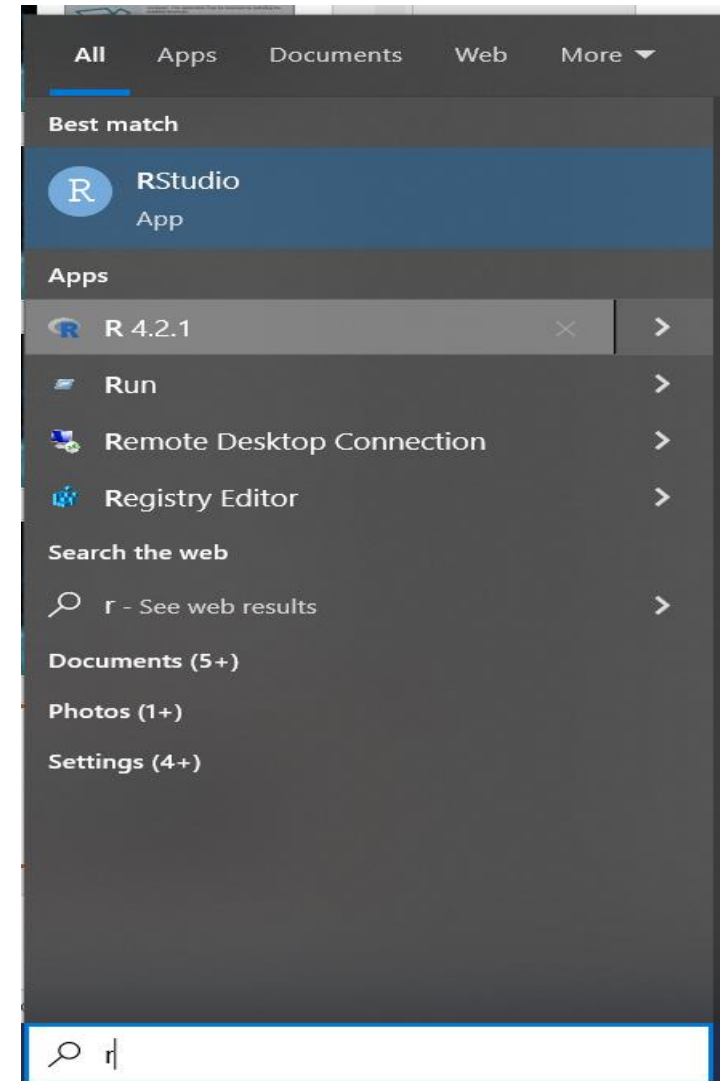 All Apps Documents Web More
Best match
R RStudio
App
Apps
R R 4.2.1
Run
Remote Desktop Connection
Registry Editor
Search the web
r - See web results
Documents (5+)
Photos (1+)
Settings (4+)
r